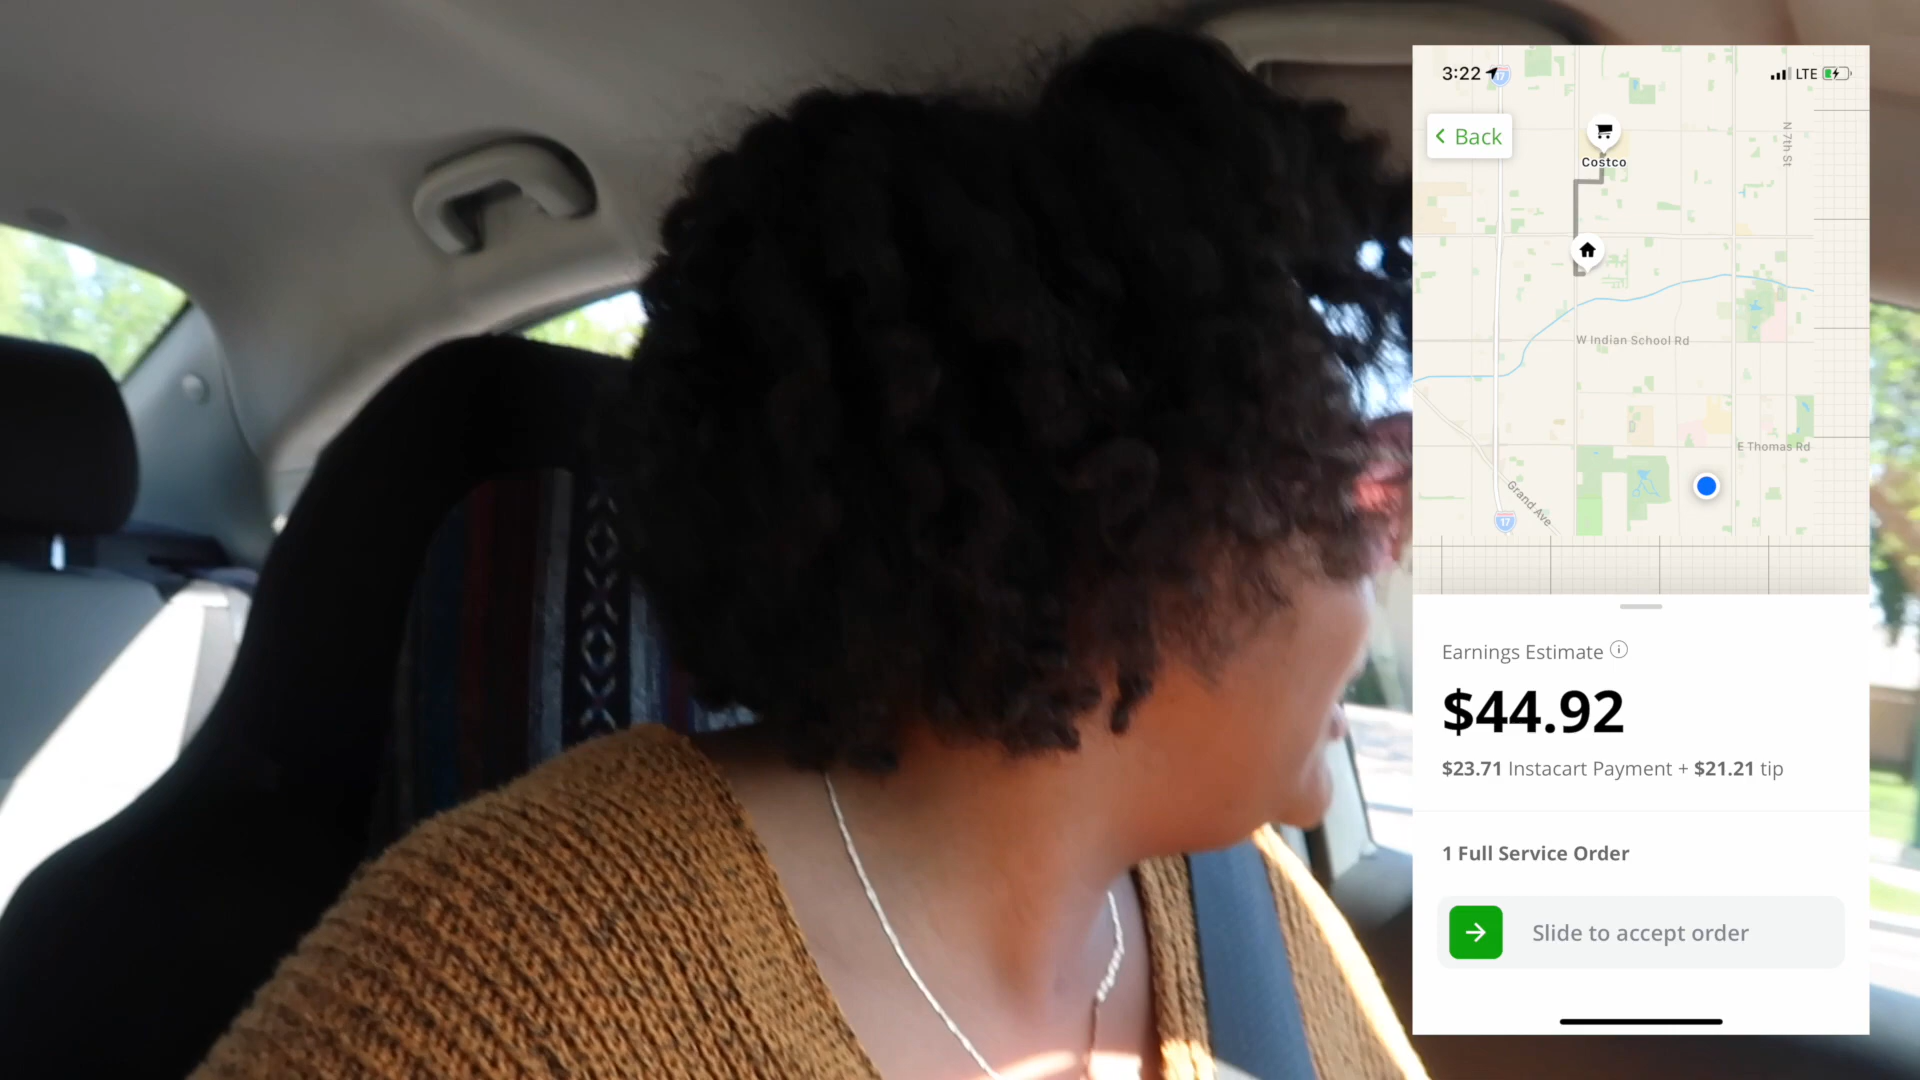 3:22
LTE
17
Back
Costco
N 7th St
W Indian School Rd
E Thomas Rd
Grand Ave
17
Earnings Estimate
$44.92
$23.71 Instacart Payment + $21.21 tip
1 Full Service Order
Slide to accept order